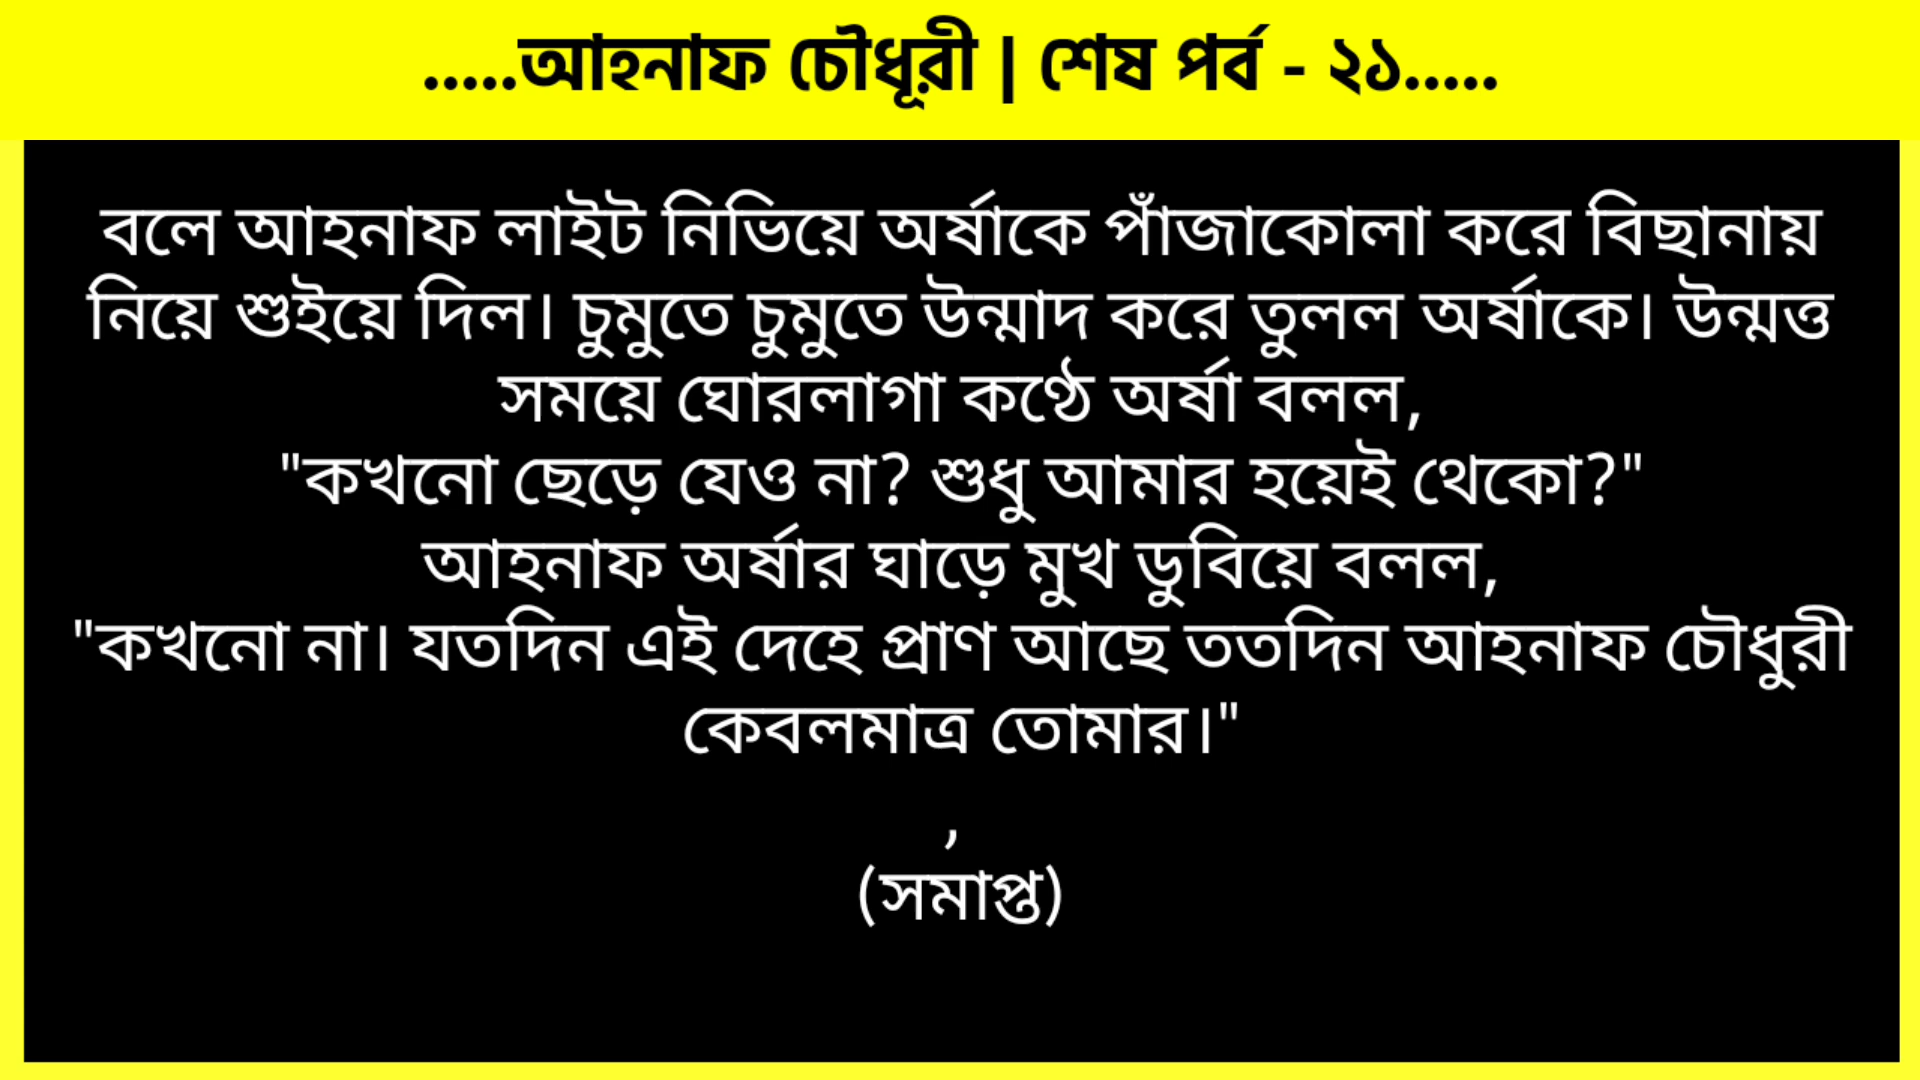 .....আহনাফ চৌধূরী | শেষ পর্ব - ২১.....
বলে আহনাফ লাইট নিভিয়ে অর্ষাকে পাঁজাকোলা করে বিছানায়
নিয়ে শুইয়ে দিল। চুমুতে চুমুতে উন্মাদ করে তুলল অর্ষাকে। উন্মত্ত
সময়ে ঘোরলাগা কণ্ঠে অর্ষা বলল,
"কখনো ছেড়ে যেও না? শুধু আমার হয়েই থেকো?"
আহনাফ অর্ষার ঘাড়ে মুখ ডুবিয়ে বলল,
"কখনো না। যতদিন এই দেহে প্রাণ আছে ততদিন আহনাফ চৌধুরী
কেবলমাত্র তোমার।"
,
(সমাপ্ত)